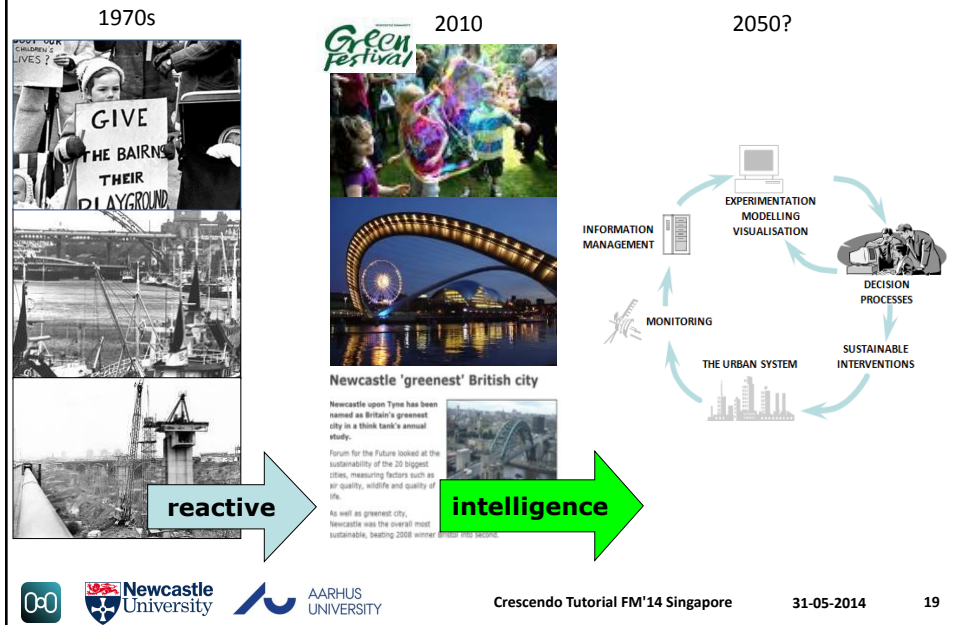 1970s
2010
2050?
CHILDREN'S
LIVES?
GIVE
THE BAIRNS
THEIR
PLAYGROUND
NEWCASTLE COMMUNITY
Green
Festival
Newcastle 'greenest' British city
Newcastle upon Tyne has been
named as Britain's greenest
city in a think tank's annual
study.
Forum for the Future looked at the
sustainability of the 20 biggest
cities, measuring factors such as
air quality, wildlife and quality of
life.
As well as greenest city,
Newcastle was the overall most
sustainable, beating 2008 winner Bristol into second.
reactive
intelligence
EXPERIMENTATION
MODELLING
VISUALISATION
INFORMATION
MANAGEMENT
DECISION
PROCESSES
MONITORING
SUSTAINABLE
INTERVENTIONS
THE URBAN SYSTEM
Newcastle
University
AARHUS
UNIVERSITY
Crescendo Tutorial FM'14 Singapore
31-05-2014
19